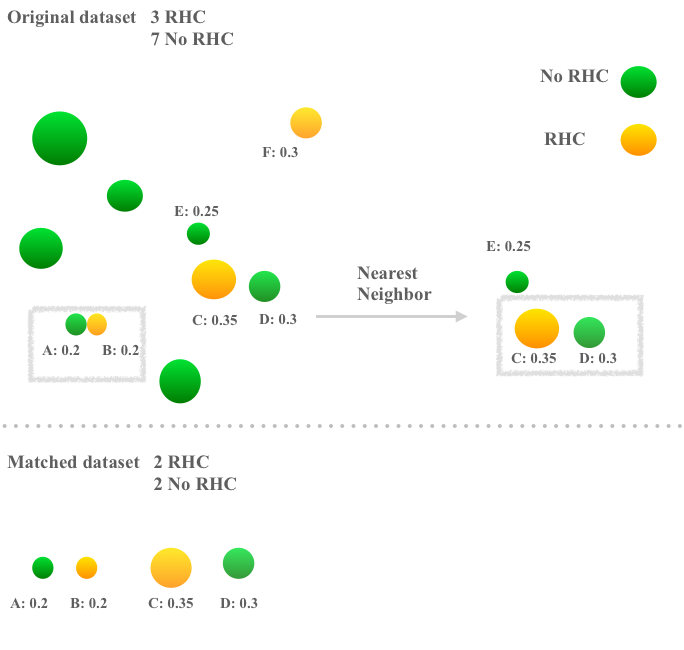 Original dataset 3 RHC
7 No RHC
No RHC
RHC
F: 0.3
E: 0.25
C: 0.35
D: 0.3
A: 0.2
B: 0.2
Nearest
Neighbor
E: 0.25
C: 0.35
D: 0.3
Matched dataset 2 RHC
2 No RHC
A: 0.2
B: 0.2
C: 0.35
D: 0.3